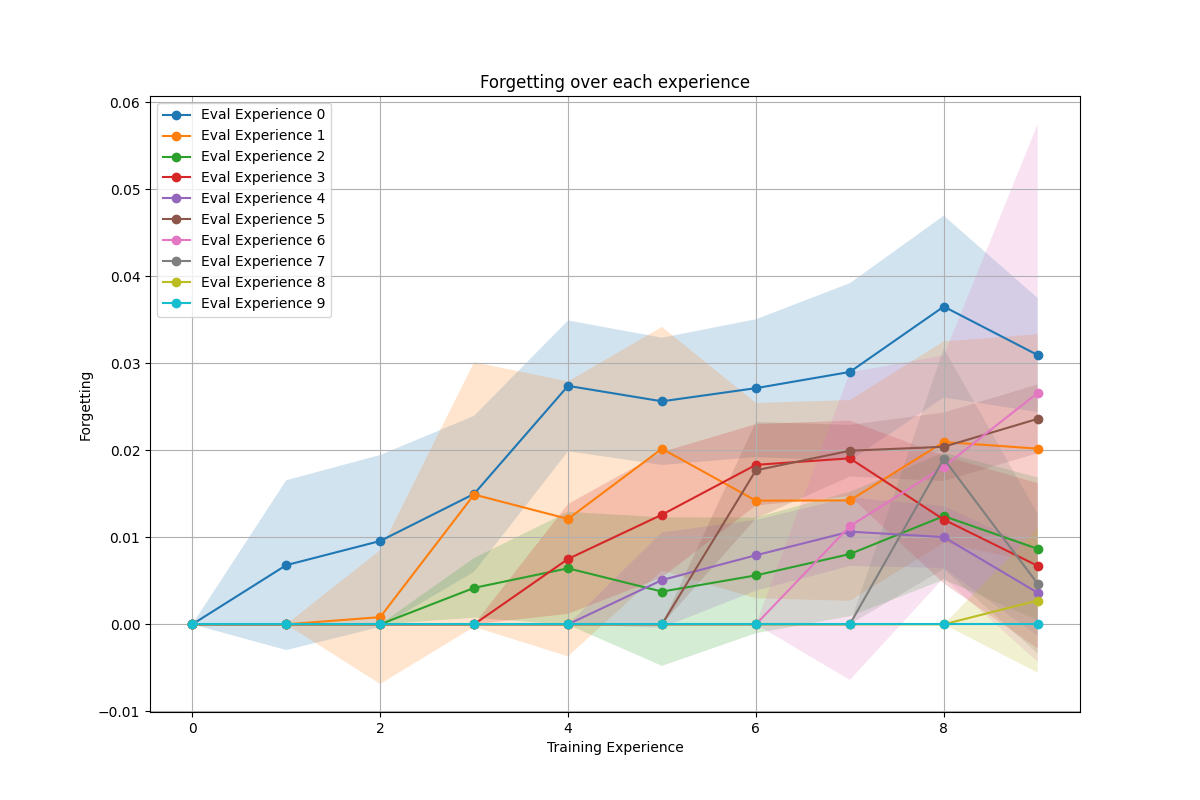 Forgetting over each experience
0.06
0.05
0.04
0.03
0.02
0.01
0.00
−0.01
Forgetting
Eval Experience 0
Eval Experience 1
Eval Experience 2
Eval Experience 3
Eval Experience 4
Eval Experience 5
Eval Experience 6
Eval Experience 7
Eval Experience 8
Eval Experience 9
0 2 4 6 8
Training Experience